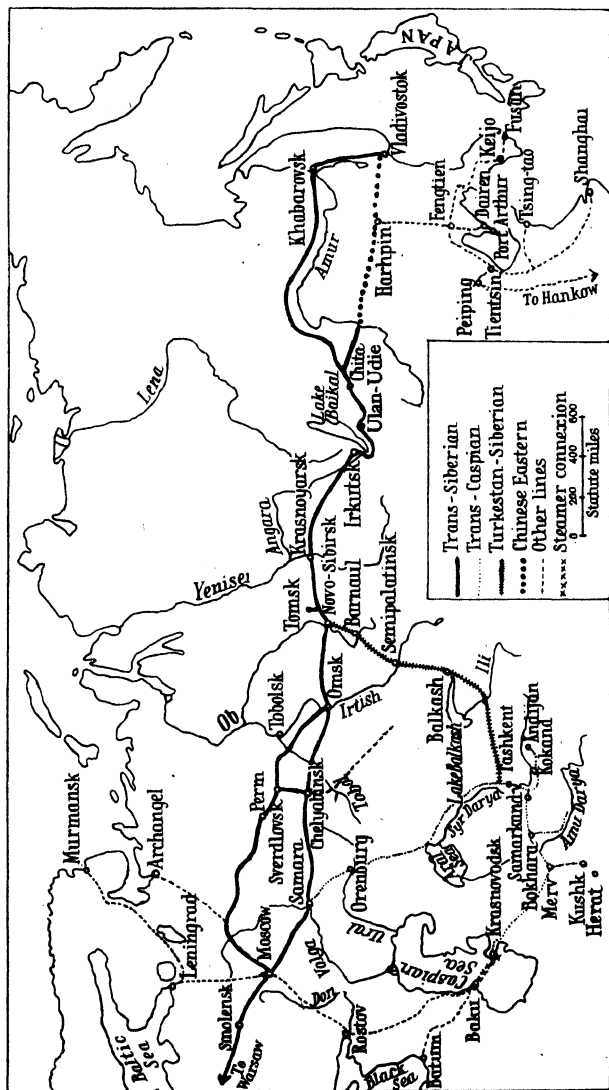 JAPAN
Vladivostok
Khabarovsk
Amur
Harhpin
Fengtien
Dairen
Keijo
Fusan
Port Arthur
Tsing-tao
Shanghai
Peiping
Tientsin
To Hankow
Lena
Lake
Baikal
Chita
Ulan-Udie
Irkutsk
Angara
Krasnoyarsk
Yenisei
Tomsk
Novo-Sibirsk
Barnaul
Semipalatinsk
Ob
Tobolsk
Omsk
Irtish
Balkash
Lake Balkash
Ili
Perm
Sverdlovsk
Chelyabinsk
Tobol
Murmansk
Archangel
Leningrad
Moscow
Samara
Orenburg
Ural
Volga
Don
Smolensk
To
Warsaw
Baltic
Sea
Rostov
Black Sea
Batum
Baku
Caspian
Sea
Krasnovodsk
Aral
Sea
Syr Darya
Tashkent
Andiyan
Kokand
Samarkand
Bokhara
Amu Darya
Merv
Kushk
Herat
Trans-Siberian
Trans-Caspian
Turkestan-Siberian
Chinese Eastern
Other lines
Steamer connexion
0 200 400 600
Statute miles